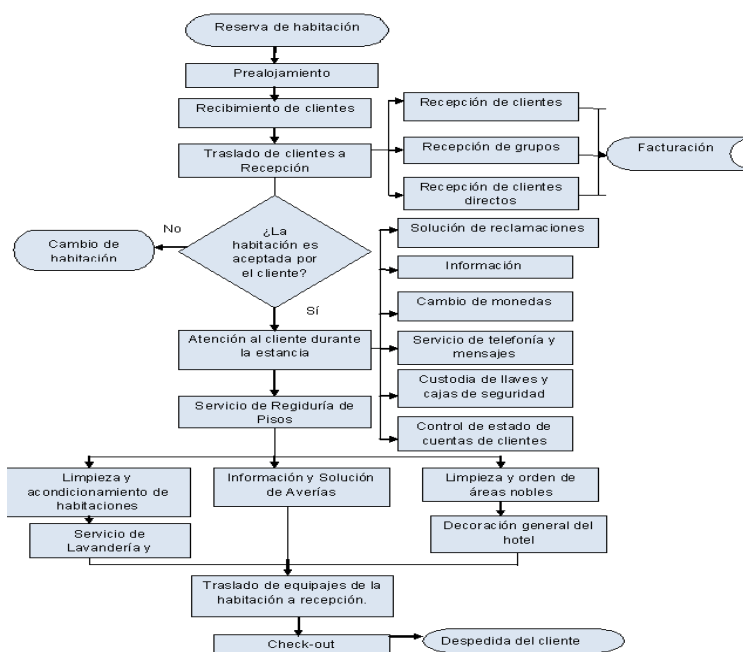 Reserva de habitación
Prealojamiento
Recibimiento de clientes
Traslado de clientes a
Recepción
Recepción de clientes
Recepción de grupos
Recepción de clientes
directos
Facturación
¿La
habitación es
aceptada por
el cliente?
No
Cambio de
habitación
Sí
Solución de reclamaciones
Información
Cambio de monedas
Servicio de telefonía y
mensajes
Custodia de llaves y
cajas de seguridad
Control de estado de
cuentas de clientes
Atención al cliente durante
la estancia
Servicio de Regiduría de
Pisos
Limpieza y
acondicionamiento de
habitaciones
Servicio de
Lavandería y
Información y Solución
de Averías
Limpieza y orden de
áreas nobles
Decoración general del
hotel
Traslado de equipajes de la
habitación a recepción.
Check-out
Despedida del cliente